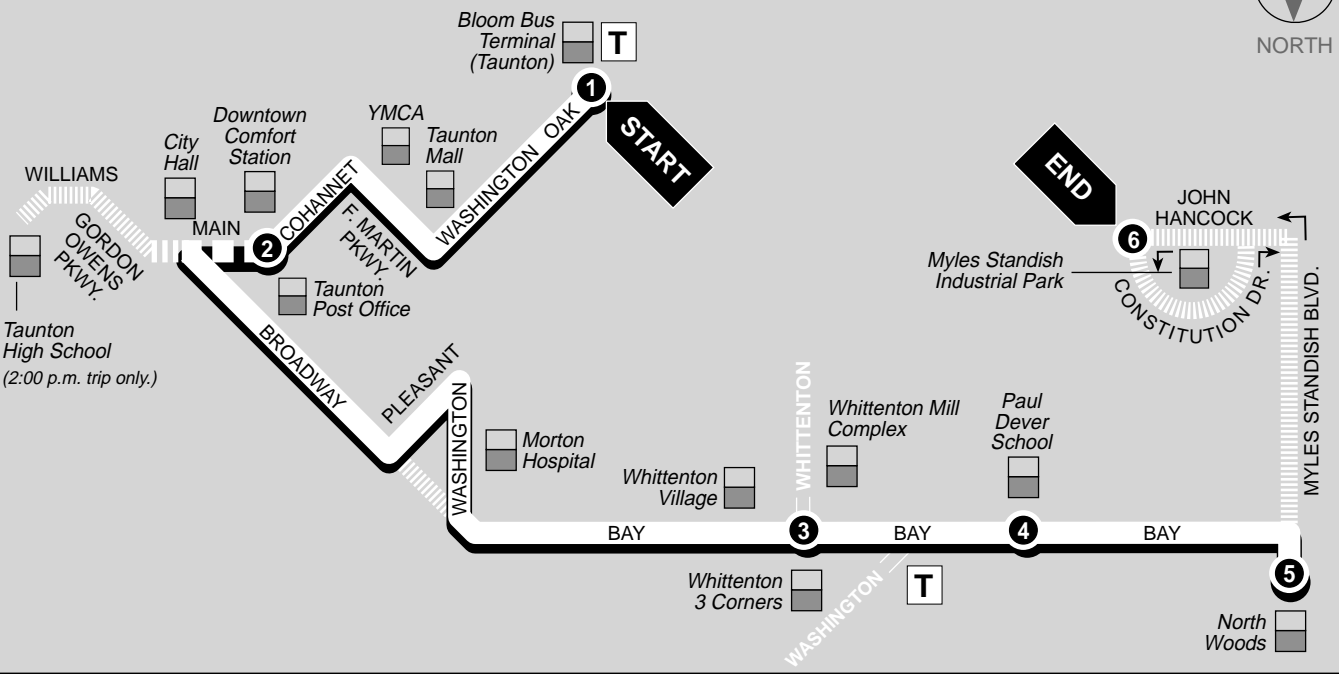 Bloom Bus
Terminal
(Taunton)
T
NORTH
1
OAK
START
WASHINGTON
YMCA
Taunton
Mall
Downtown
Comfort
Station
City
Hall
WILLIAMS
GORDON
OWENS
PKWY.
MAIN
2
COHANNET
F. MARTIN
PKWY.
Taunton
Post Office
Taunton
High School
(2:00 p.m. trip only.)
BROADWAY
PLEASANT
WASHINGTON
Morton
Hospital
Whittenton
Village
WHITTENTON
Whittenton Mill
Complex
Paul
Dever
School
BAY
3
BAY
4
BAY
Whittenton
3 Corners
WASHINGTON
T
5
North
Woods
MYLES STANDISH BLVD.
END
JOHN
HANCOCK
6
Myles Standish
Industrial Park
CONSTITUTION DR.